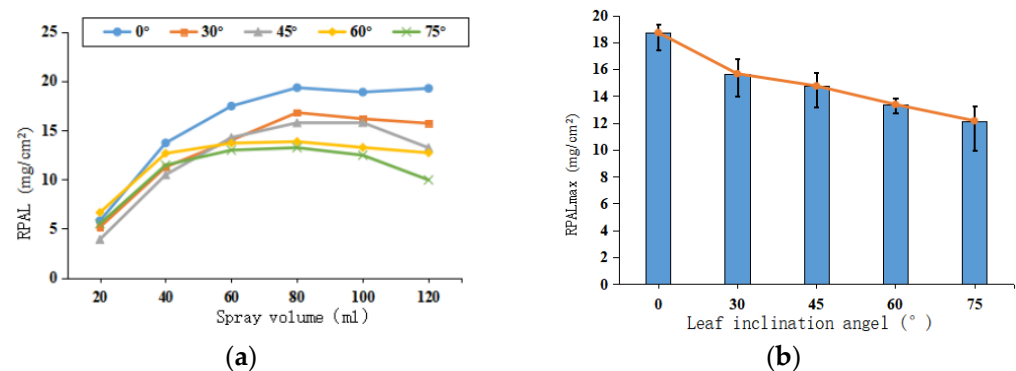 0° 30° 45° 60° 75°
RPAL (mg/cm²)
25
20
15
10
5
0
20 40 60 80 100 120
Spray volume (ml)
(a)
RPALmax (mg/cm²)
20
18
16
14
12
10
8
6
4
2
0
0 30 45 60 75
Leaf inclination angel (°)
(b)